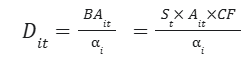 D_it = BA_it / α_i = S_t × A_it × CF / α_i